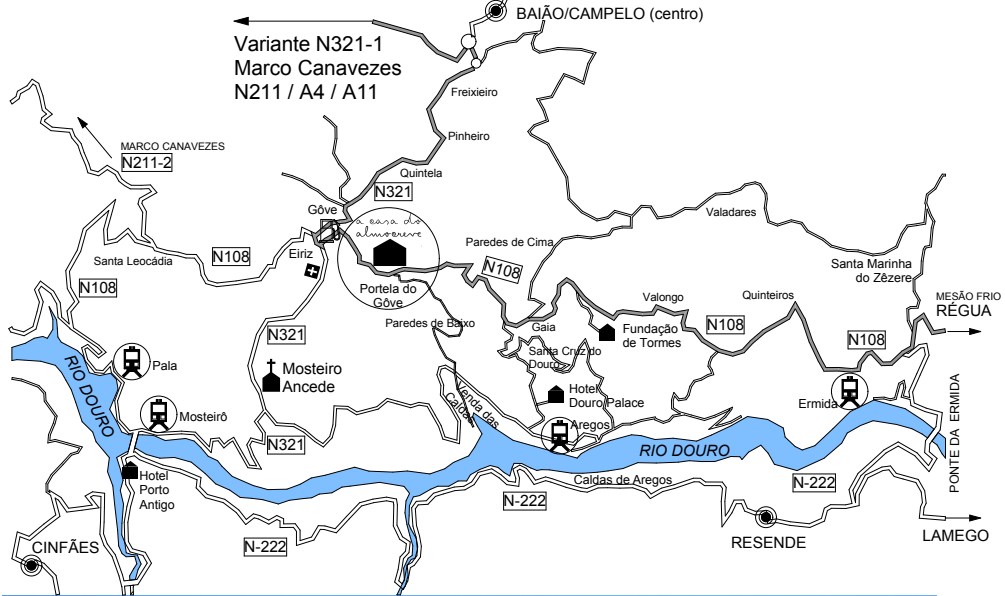 BAIÃO/CAMPELO (centro)
Variante N321-1
Marco Canavezes
N211 / A4 / A11
Freixieiro
MARCO CANAVEZES
N211-2
Pinheiro
Quintela
N321
Gôve
a casa do
almocreve
Valadares
Santa Leocádia
N108
Eiriz
Paredes de Cima
N108
Santa Marinha
do Zêzere
N108
Portela do
Gôve
MESÃO FRIO
RÉGUA
Valongo
Quinteiros
Paredes de Baixo
Gaia
Fundação
de Tormes
N108
N108
N321
Santa Cruz do
Douro
Pala
RIO DOURO
Mosteiro
Ancede
Venda das
Caldas
Hotel
Douro Palace
Ermida
Mosteirô
Aregos
N321
RIO DOURO
PONTE DA ERMIDA
Hotel
Porto
Antigo
Caldas de Aregos
N-222
N-222
N-222
CINFÃES
RESENDE
LAMEGO